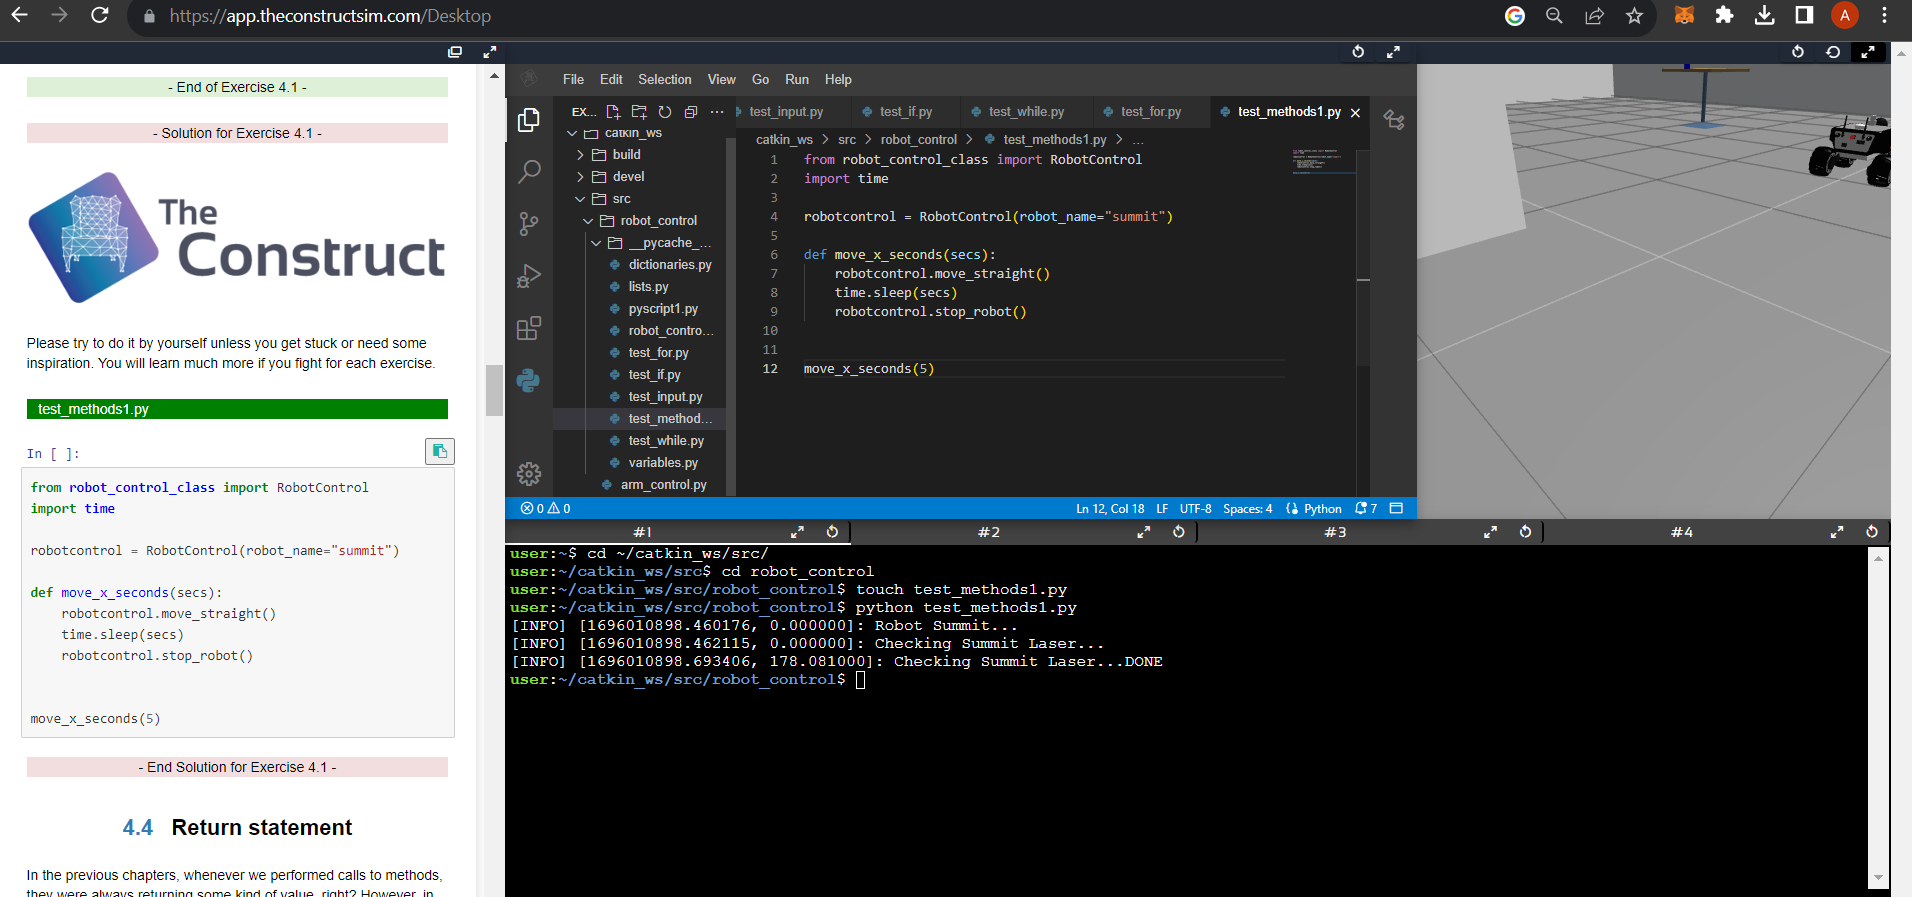 https://app.theconstructsim.com/Desktop
A
- End of Exercise 4.1 -
- Solution for Exercise 4.1 -
The
Construct
Please try to do it by yourself unless you get stuck or need some
inspiration. You will learn much more if you fight for each exercise.
test_methods1.py
In [ ]:
from robot_control_class import RobotControl
import time
robotcontrol = RobotControl(robot_name="summit")
def move_x_seconds(secs):
    robotcontrol.move_straight()
    time.sleep(secs)
    robotcontrol.stop_robot()
move_x_seconds(5)
- End Solution for Exercise 4.1 -
4.4 Return statement
In the previous chapters, whenever we performed calls to methods,
they were always returning some kind of value, right? However, in
File Edit Selection View Go Run Help
EX... ...
catkin_ws
build
devel
src
robot_control
__pycache_...
dictionaries.py
lists.py
pyscript1.py
robot_contro...
test_for.py
test_if.py
test_input.py
test_method...
test_while.py
variables.py
arm_control.py
test_input.py test_if.py test_while.py test_for.py test_methods1.py
catkin_ws > src > robot_control > test_methods1.py > ...
1 from robot_control_class import RobotControl
2 import time
3
4 robotcontrol = RobotControl(robot_name="summit")
5
6 def move_x_seconds(secs):
7     robotcontrol.move_straight()
8     time.sleep(secs)
9     robotcontrol.stop_robot()
10
11
12 move_x_seconds(5)
0 0 Ln 12, Col 18 LF UTF-8 Spaces: 4 Python 7
#1 #2 #3 #4
user:~$ cd ~/catkin_ws/src/
user:~/catkin_ws/src$ cd robot_control
user:~/catkin_ws/src/robot_control$ touch test_methods1.py
user:~/catkin_ws/src/robot_control$ python test_methods1.py
[INFO] [1696010898.460176, 0.000000]: Robot Summit...
[INFO] [1696010898.462115, 0.000000]: Checking Summit Laser...
[INFO] [1696010898.693406, 178.081000]: Checking Summit Laser...DONE
user:~/catkin_ws/src/robot_control$